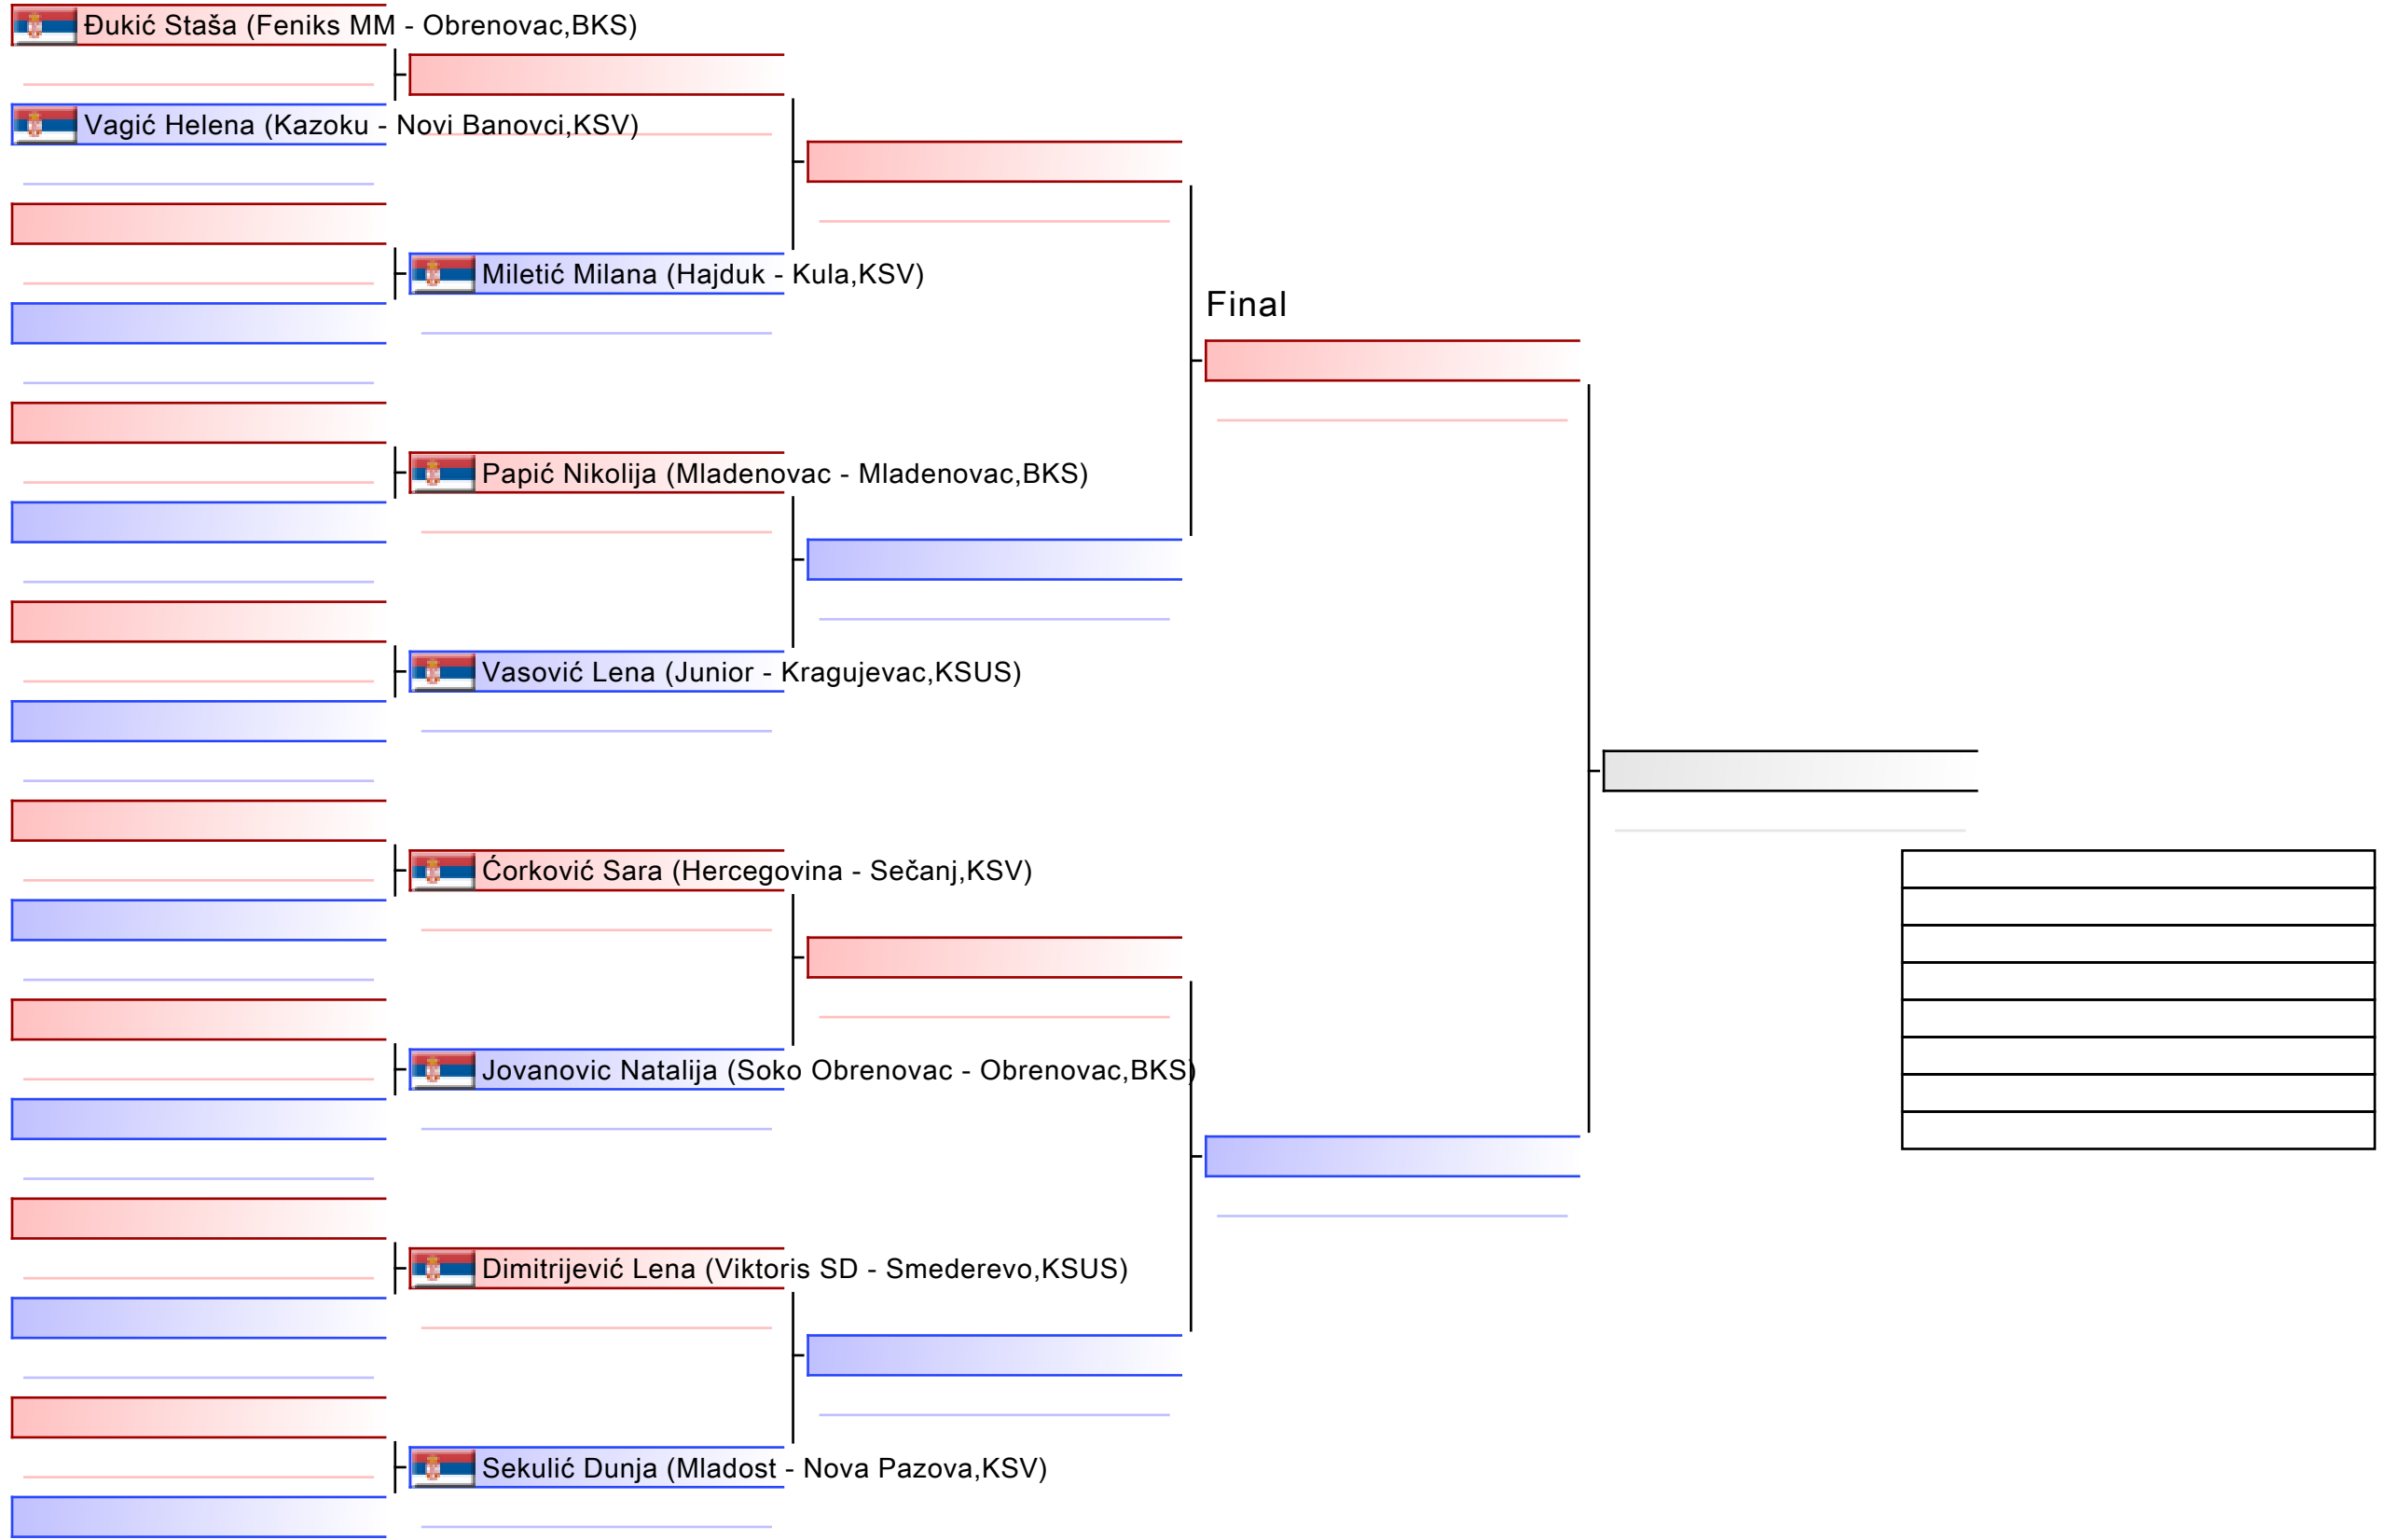 Đukić Staša (Feniks MM - Obrenovac,BKS)
Vagić Helena (Kazoku - Novi Banovci,KSV)
Miletić Milana (Hajduk - Kula,KSV)
Final
Papić Nikolija (Mladenovac - Mladenovac,BKS)
Vasović Lena (Junior - Kragujevac,KSUS)
Ćorković Sara (Hercegovina - Sečanj,KSV)
Jovanovic Natalija (Soko Obrenovac - Obrenovac,BKS)
Dimitrijević Lena (Viktoris SD - Smederevo,KSUS)
Sekulić Dunja (Mladost - Nova Pazova,KSV)